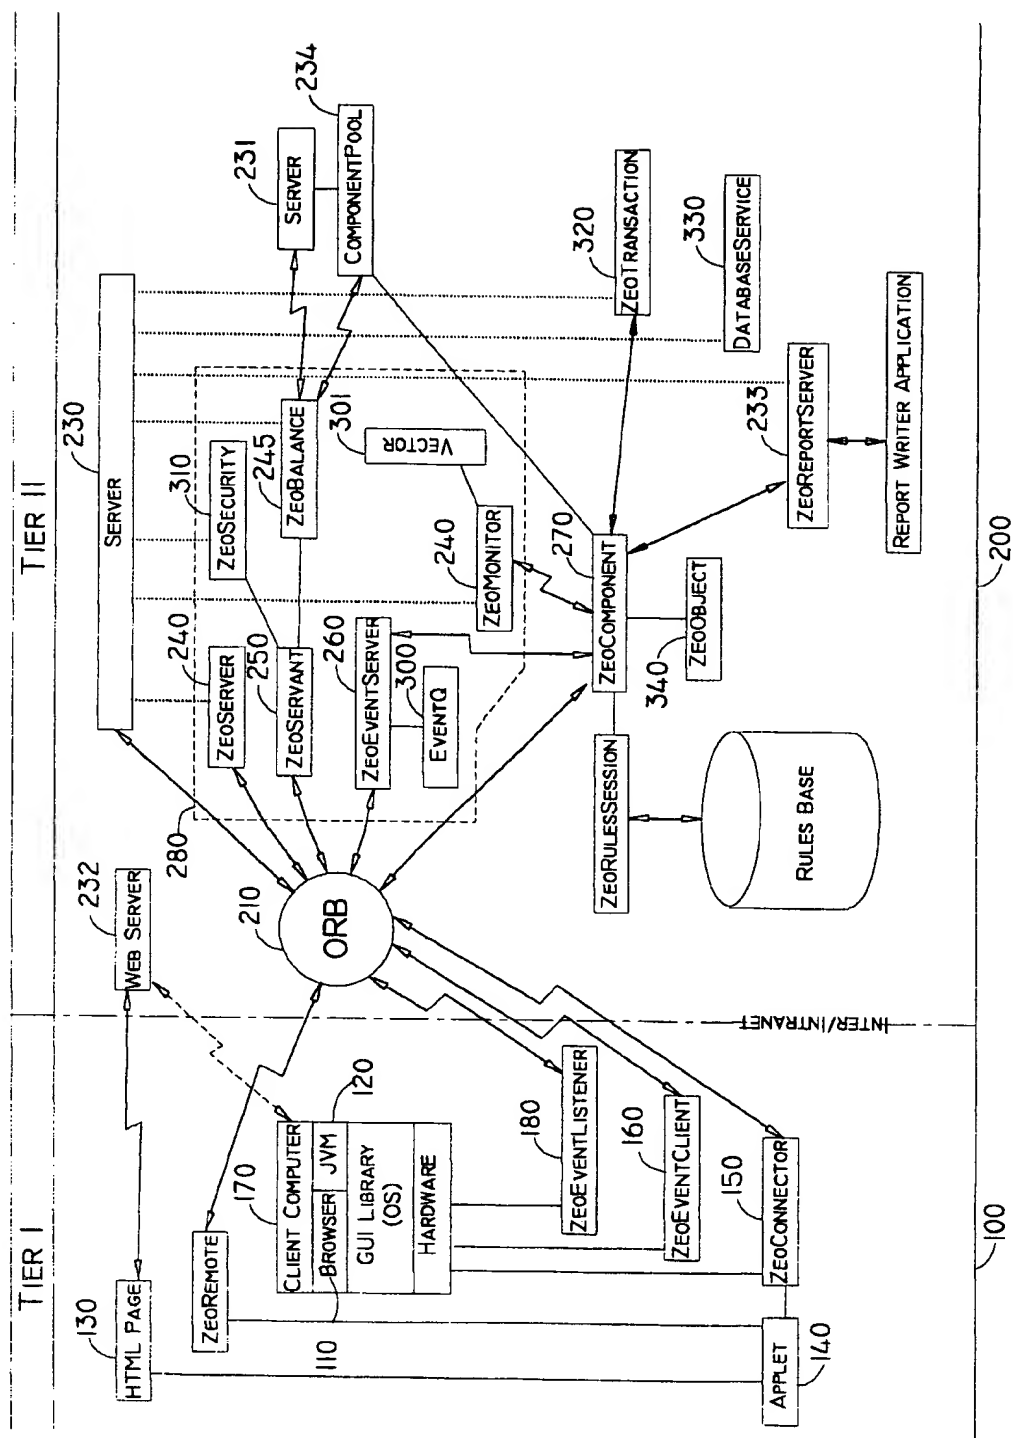 TIER I
TIER II
130
HTML PAGE
232
WEB SERVER
230
SERVER
ZEOREMOTE
170
CLIENT COMPUTER
BROWSER
JVM
120
110
GUI LIBRARY
(OS)
HARDWARE
210
ORB
280
240
ZEOSERVER
310
ZEOSECURITY
250
ZEOSERVANT
245
ZEOBALANCE
231
SERVER
234
COMPONENTPOOL
260
ZEOEVENTSERVER
300
EVENTQ
301
VECTOR
240
ZEOMONITOR
180
ZEOEVENTLISTENER
160
ZEOEVENTCLIENT
150
ZEOCONNECTOR
APPLET
140
INTER/INTRANET
270
ZEOCOMPONENT
320
ZEOTRANSACTION
330
DATABASESERVICE
340
ZEOOBJECT
ZEORULESSESSION
RULES BASE
233
ZEOREPORTSERVER
REPORT WRITER APPLICATION
100
200